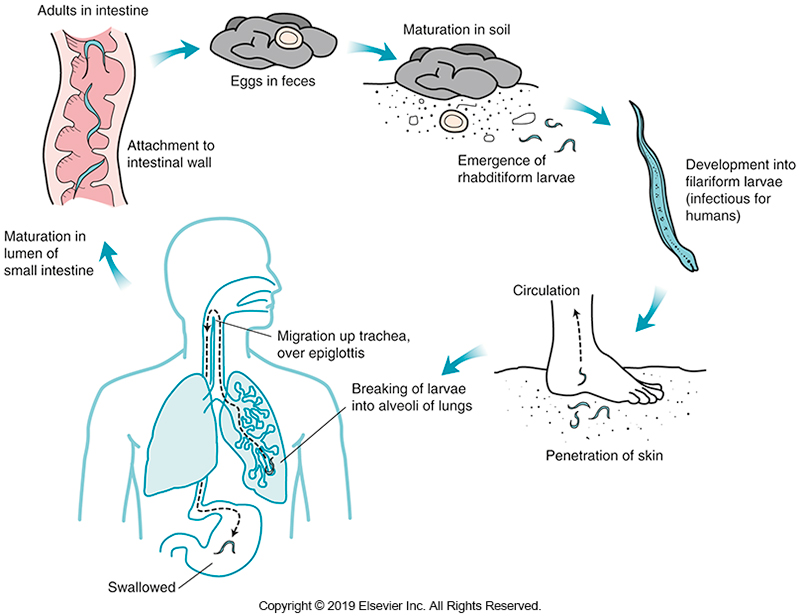 Adults in intestine
Eggs in feces
Maturation in soil
Attachment to
intestinal wall
Emergence of
rhabditiform larvae
Development into
filariform larvae
(infectious for
humans)
Maturation in
lumen of
small intestine
Circulation
Migration up trachea,
over epiglottis
Breaking of larvae
into alveoli of lungs
Penetration of skin
Swallowed
Copyright © 2019 Elsevier Inc. All Rights Reserved.